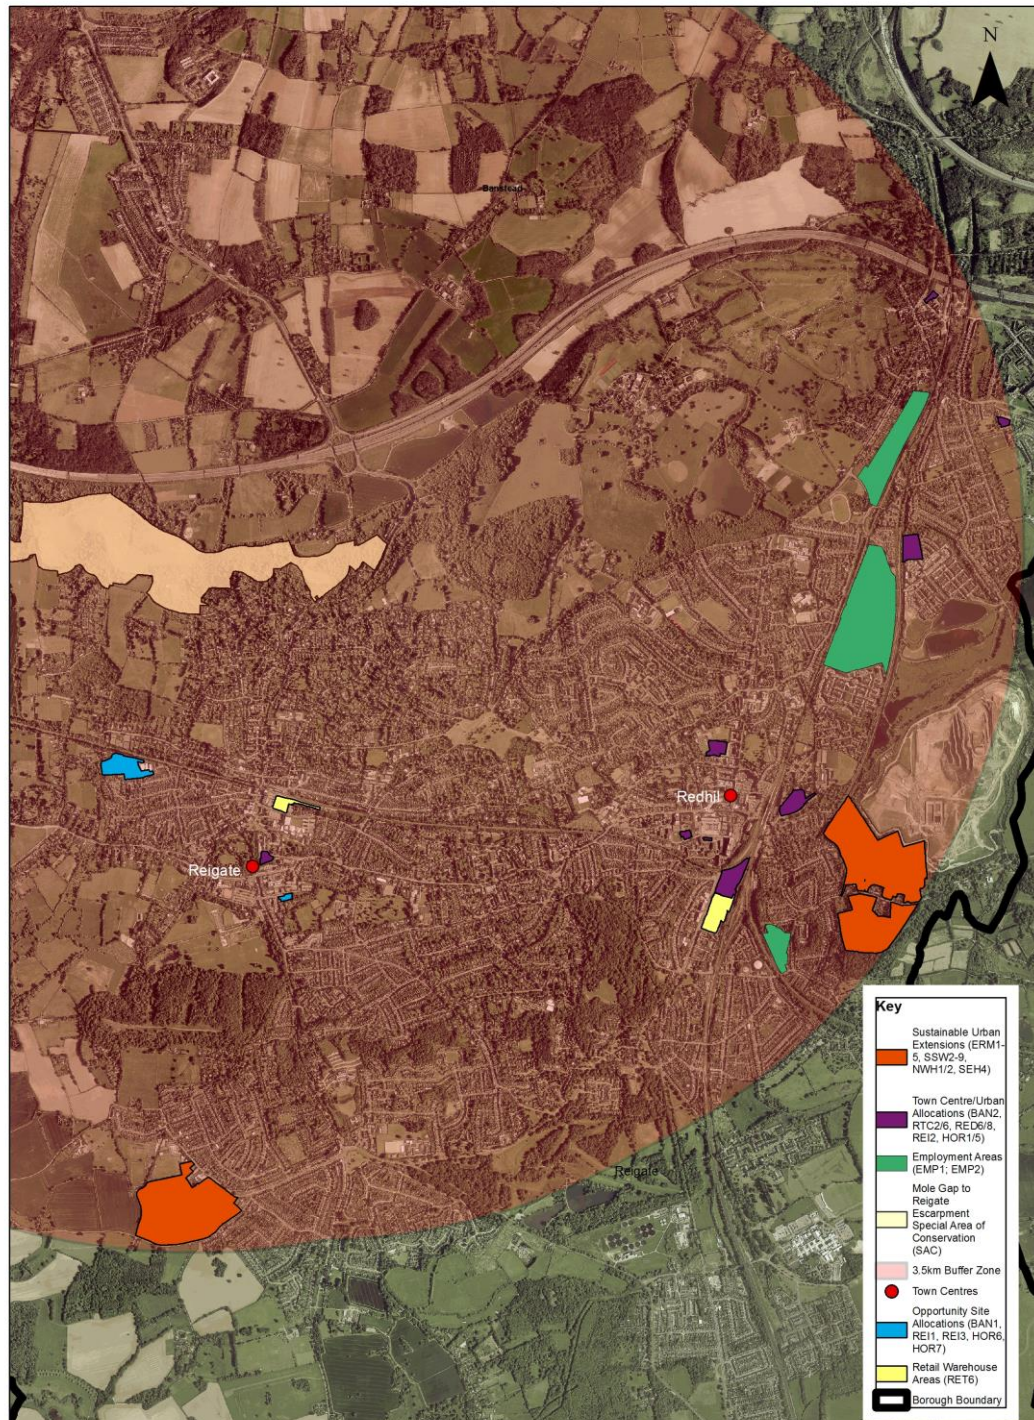 N
Banstead
Redhil
Reigate
Reigate
Key
Sustainable Urban
Extensions (ERM1-
5, SSW2-9,
NWH1/2, SEH4)
Town Centre/Urban
Allocations (BAN2,
RTC2/6, RED6/8,
REI2, HOR1/5)
Employment Areas
(EMP1; EMP2)
Mole Gap to
Reigate
Escarpment
Special Area of
Conservation
(SAC)
3.5km Buffer Zone
Town Centres
Opportunity Site
Allocations (BAN1,
REI1, REI3, HOR6,
HOR7)
Retail Warehouse
Areas (RET6)
Borough Boundary